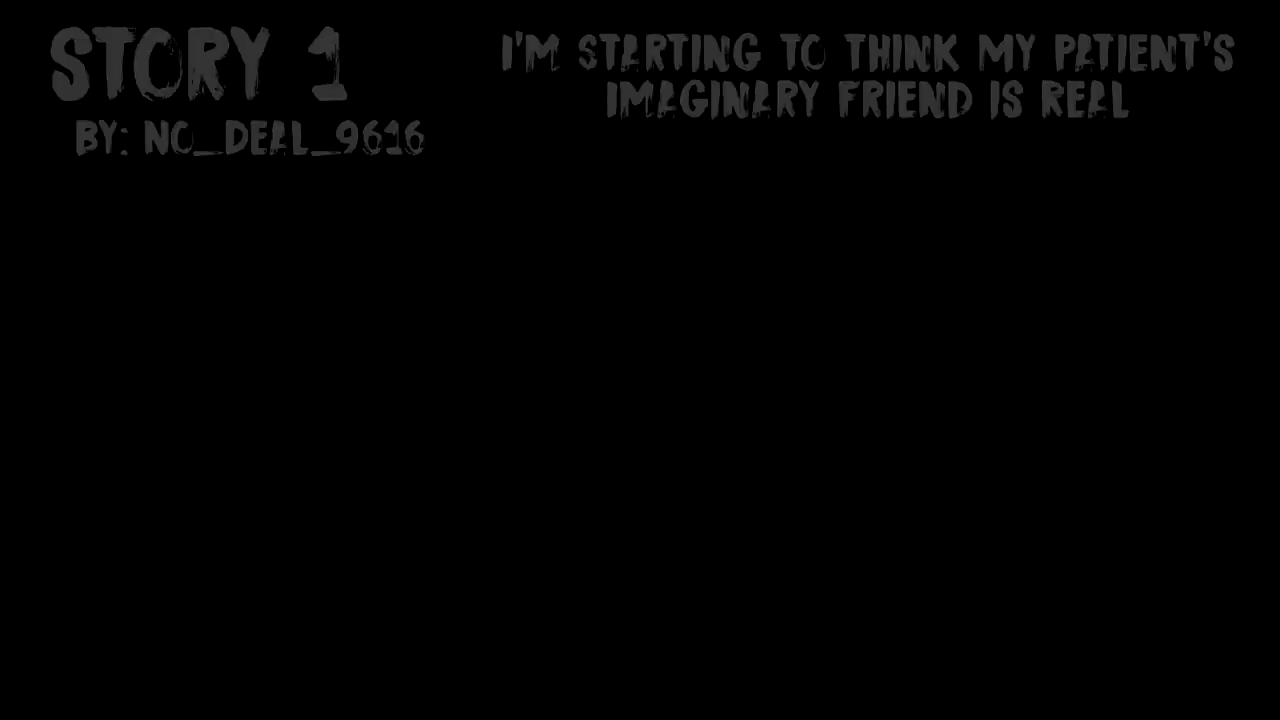 STORY 1
BY: NO_DEAL_9616
I'M STARTING TO THINK MY PATIENT'S
IMAGINARY FRIEND IS REAL